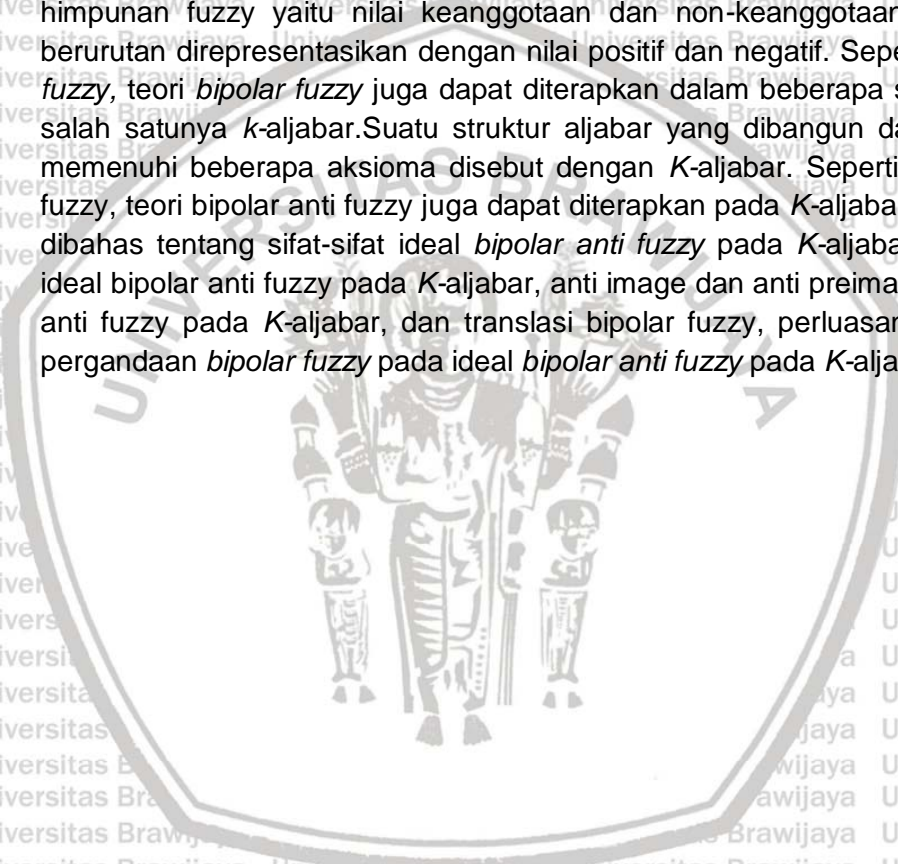 himpunan fuzzy yaitu nilai keanggotaan dan non-keanggotaan
berurutan direpresentasikan dengan nilai positif dan negatif. Sepe
fuzzy, teori bipolar fuzzy juga dapat diterapkan dalam beberapa s
salah satunya k-aljabar.Suatu struktur aljabar yang dibangun da
memenuhi beberapa aksioma disebut dengan K-aljabar. Seperti
fuzzy, teori bipolar anti fuzzy juga dapat diterapkan pada K-aljaba
dibahas tentang sifat-sifat ideal bipolar anti fuzzy pada K-aljaba
ideal bipolar anti fuzzy pada K-aljabar, anti image dan anti preima
anti fuzzy pada K-aljabar, dan translasi bipolar fuzzy, perluasan
pergandaan bipolar fuzzy pada ideal bipolar anti fuzzy pada K-alja
UNIVERSITAS BRAWIJAYA